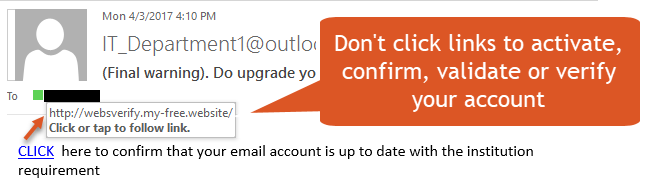 Mon 4/3/2017 4:10 PM
IT_Department1@outloo
(Final warning). Do upgrade yo
Don't click links to activate,
confirm, validate or verify
your account
To
http://websverify.my-free.website/
Click or tap to follow link.
CLICK here to confirm that your email account is up to date with the institution
requirement